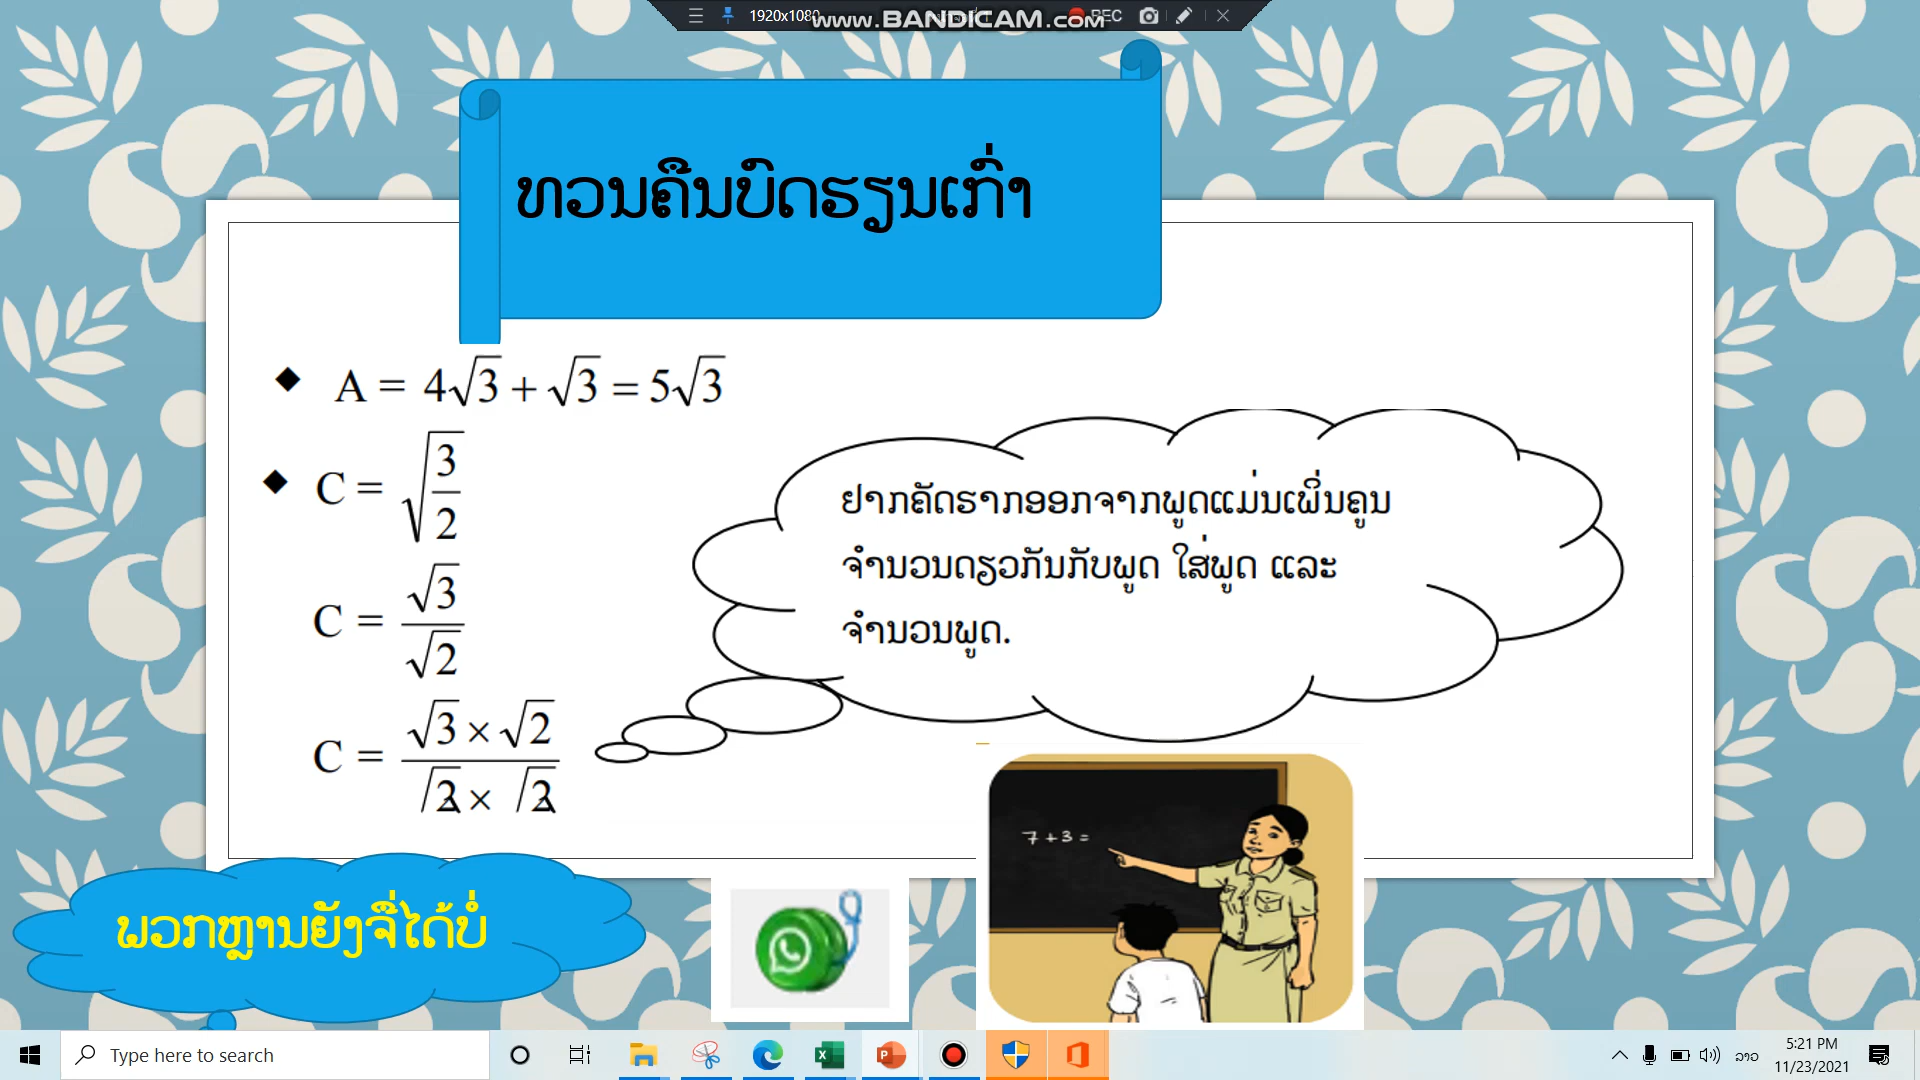 1920x1080
www.BANDICAM.com
REC
ທວນຄືນບົດຮຽນເກົ່າ
◆ A = 4√3 + √3 = 5√3
◆ C = √(3/2)
C = √3/√2
C = (√3 × √2)/(√2 × √2)
ຢາກຄັດຮາກອອກຈາກພູດແມ່ນເພິ່ນຄູນ
ຈຳນວນດຽວກັນກັບພູດ ໃສ່ພູດ ແລະ
ຈຳນວນພູດ.
7+3=
ພວກຫຼານຍັງຈື່ໄດ້ບໍ່
Type here to search
ລາວ
5:21 PM
11/23/2021